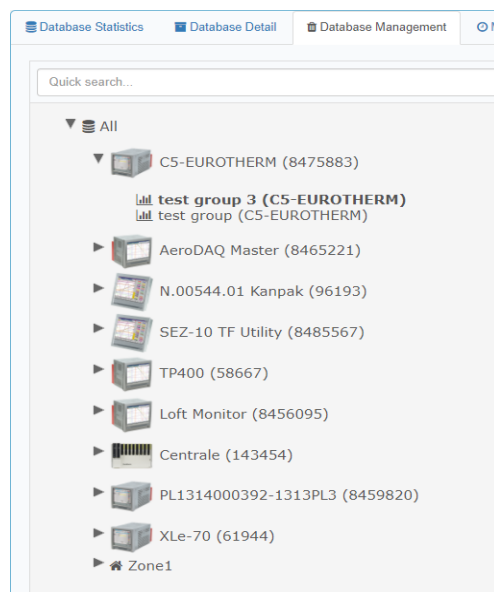 Database Statistics Database Detail Database Management
Quick search...
All
C5-EUROTHERM (8475883)
test group 3 (C5-EUROTHERM)
test group (C5-EUROTHERM)
AeroDAQ Master (8465221)
N.00544.01 Kanpak (96193)
SEZ-10 TF Utility (8485567)
TP400 (58667)
Loft Monitor (8456095)
Centrale (143454)
PL1314000392-1313PL3 (8459820)
XLe-70 (61944)
Zone1